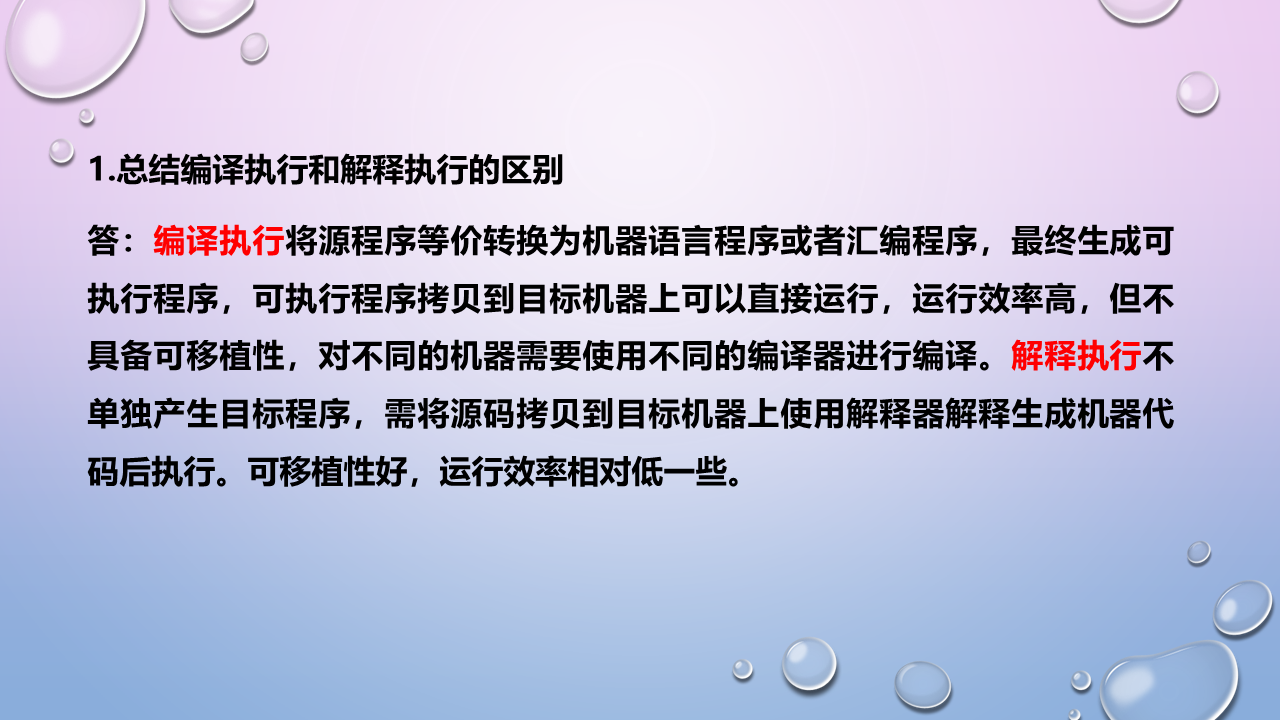 1.总结编译执行和解释执行的区别
答：编译执行将源程序等价转换为机器语言程序或者汇编程序，最终生成可
执行程序，可执行程序拷贝到目标机器上可以直接运行，运行效率高，但不
具备可移植性，对不同的机器需要使用不同的编译器进行编译。解释执行不
单独产生目标程序，需将源码拷贝到目标机器上使用解释器解释生成机器代
码后执行。可移植性好，运行效率相对低一些。